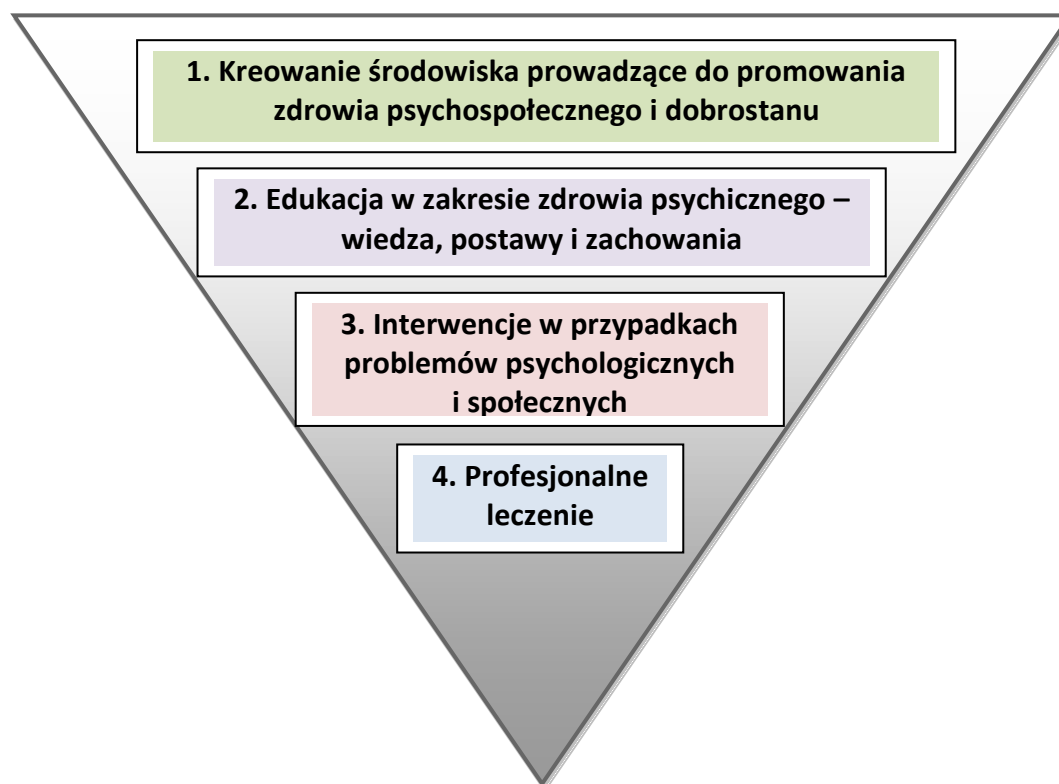 1. Kreowanie środowiska prowadzące do promowania
zdrowia psychospołecznego i dobrostanu
2. Edukacja w zakresie zdrowia psychicznego –
wiedza, postawy i zachowania
3. Interwencje w przypadkach
problemów psychologicznych
i społecznych
4. Profesjonalne
leczenie